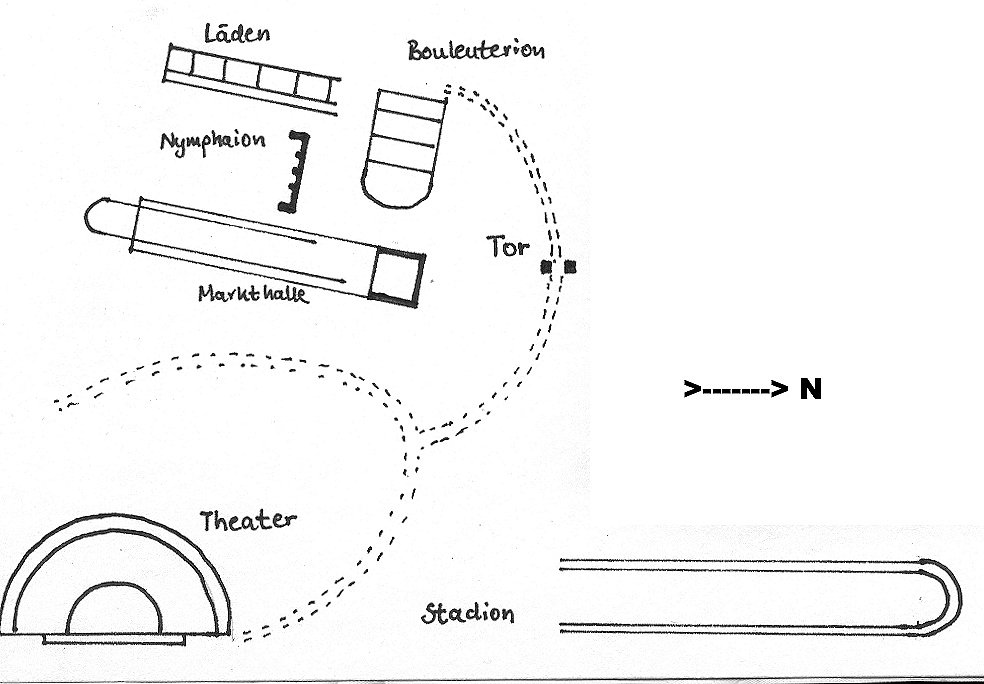 Läden
Bouleuterion
Nymphaion
Tor
Markthalle
>-------> N
Theater
Stadion